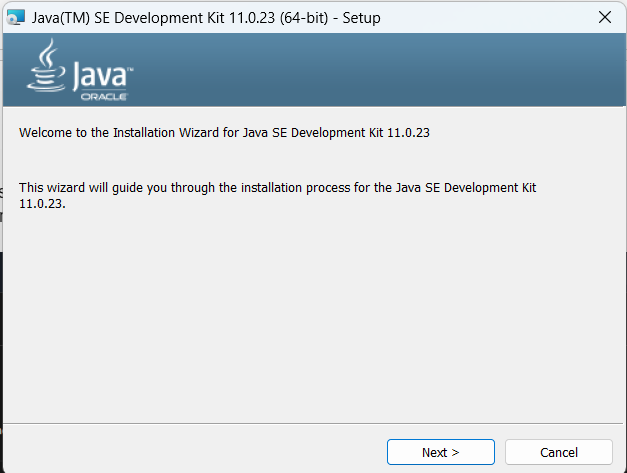 Java(TM) SE Development Kit 11.0.23 (64-bit) - Setup
Java™
ORACLE
Welcome to the Installation Wizard for Java SE Development Kit 11.0.23
This wizard will guide you through the installation process for the Java SE Development Kit
11.0.23.
Next >
Cancel